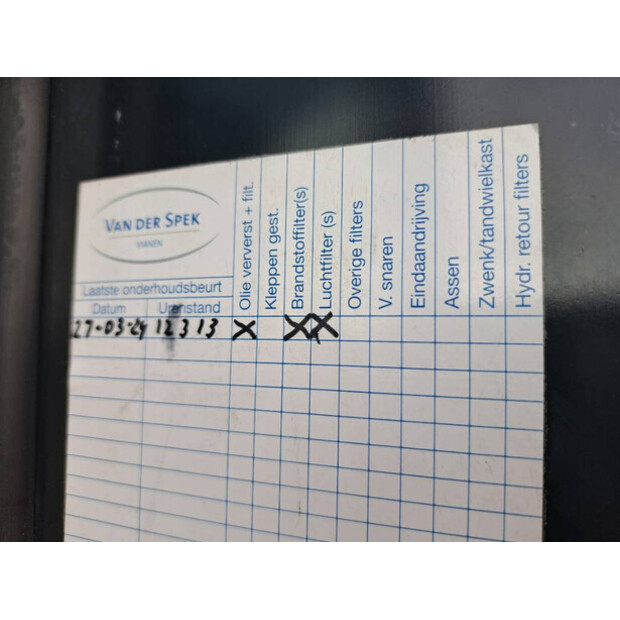 VAN DER SPEK
VIANEN
Laatste onderhoudsbeurt
Datum
Urenstand
Olie ververst + filt.
Kleppen gest.
Brandstoffilter(s)
Luchtfilter (s)
Overige filters
V. snaren
Eindaandrijving
Assen
Zwenk/tandwielkast
Hydr. retour filters
27-03-24 12313 X X X